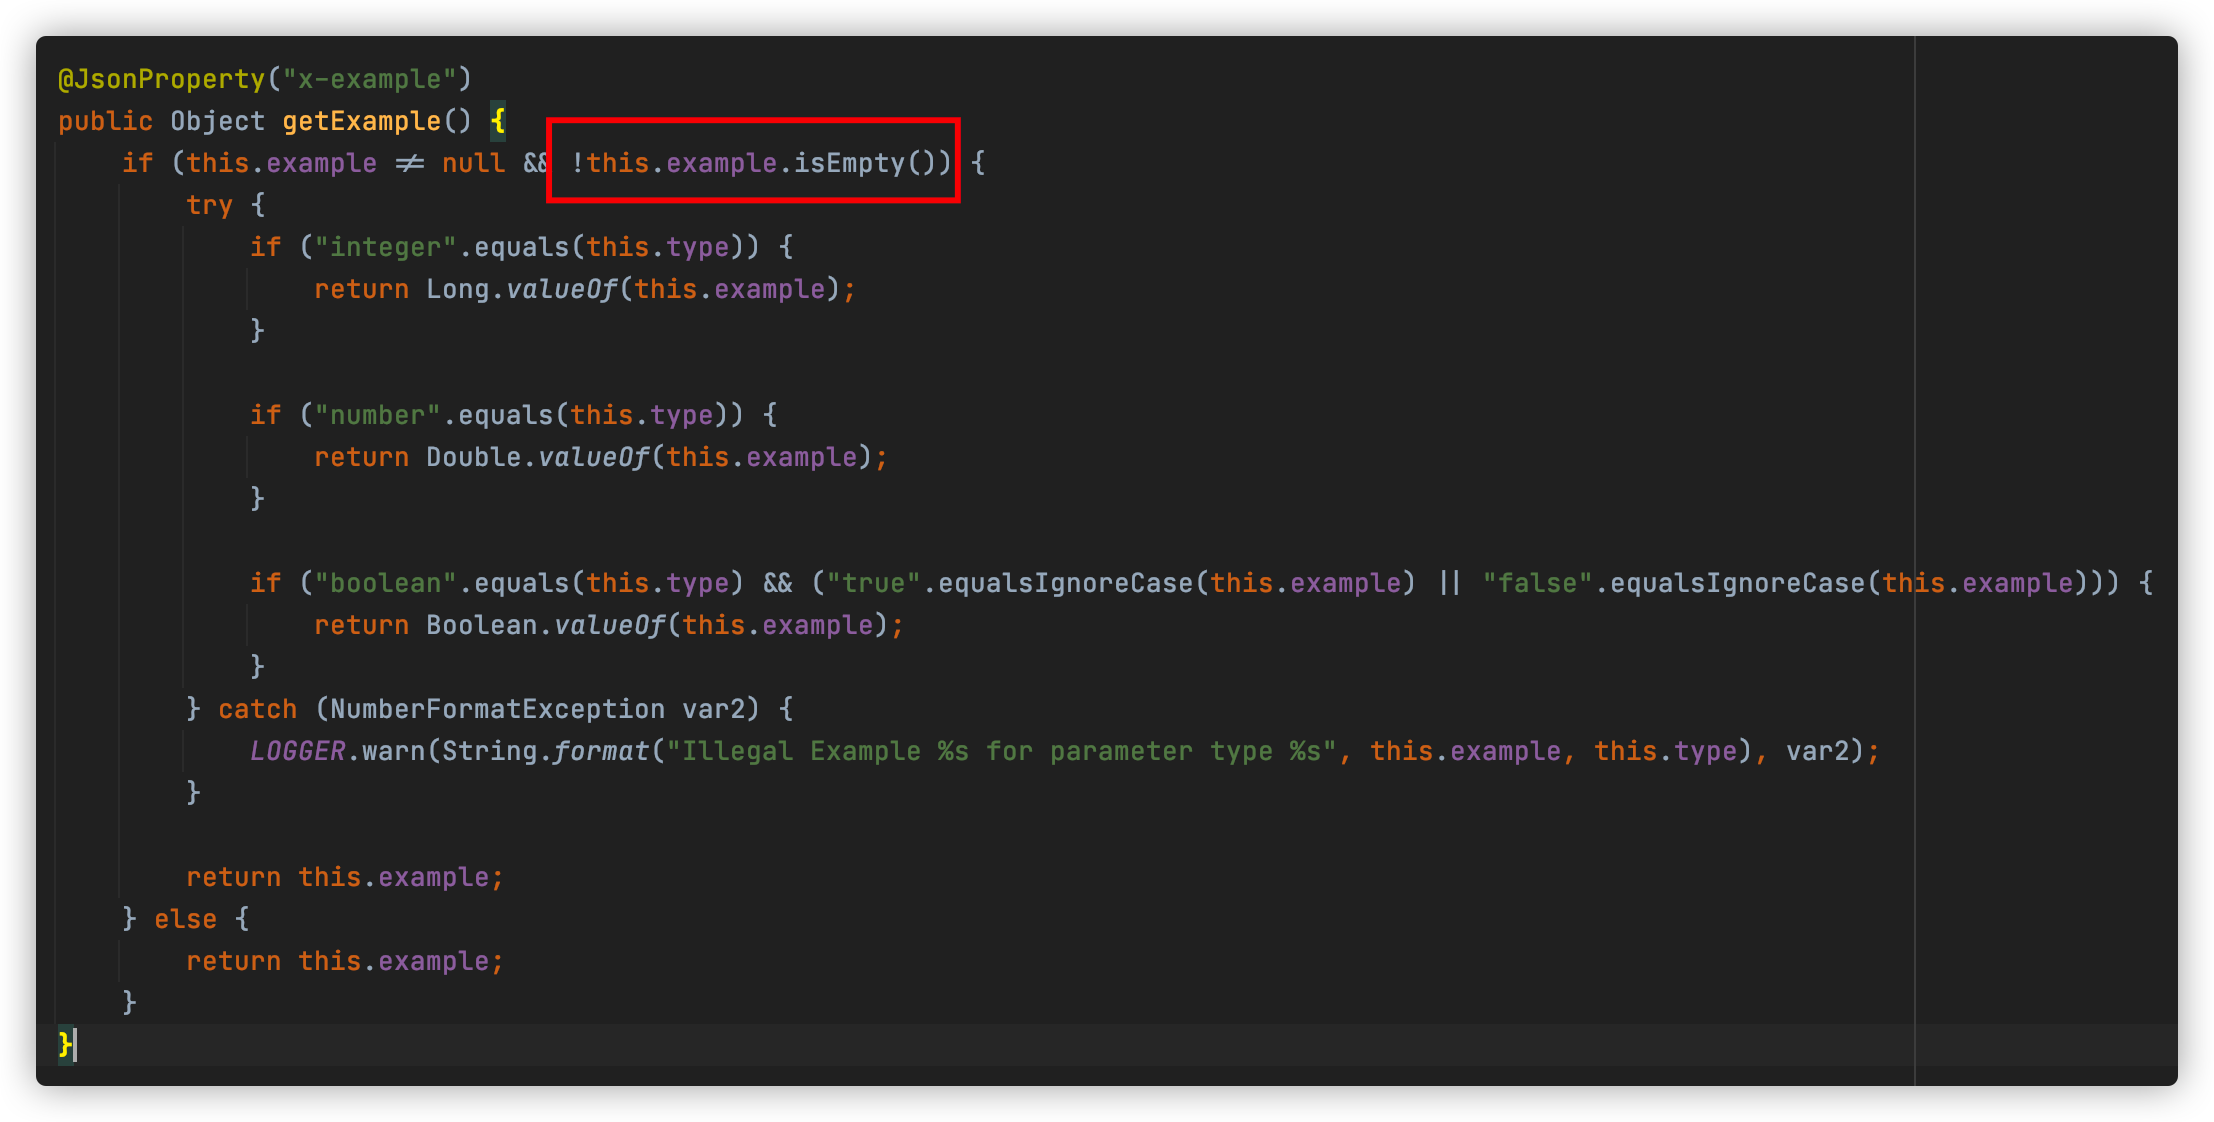 @JsonProperty("x-example")
public Object getExample() {
if (this.example ≠ null && !this.example.isEmpty()) {
try {
if ("integer".equals(this.type)) {
return Long.valueOf(this.example);
}
if ("number".equals(this.type)) {
return Double.valueOf(this.example);
}
if ("boolean".equals(this.type) && ("true".equalsIgnoreCase(this.example) || "false".equalsIgnoreCase(this.example))) {
return Boolean.valueOf(this.example);
}
} catch (NumberFormatException var2) {
LOGGER.warn(String.format("Illegal Example %s for parameter type %s", this.example, this.type), var2);
}
return this.example;
} else {
return this.example;
}
}